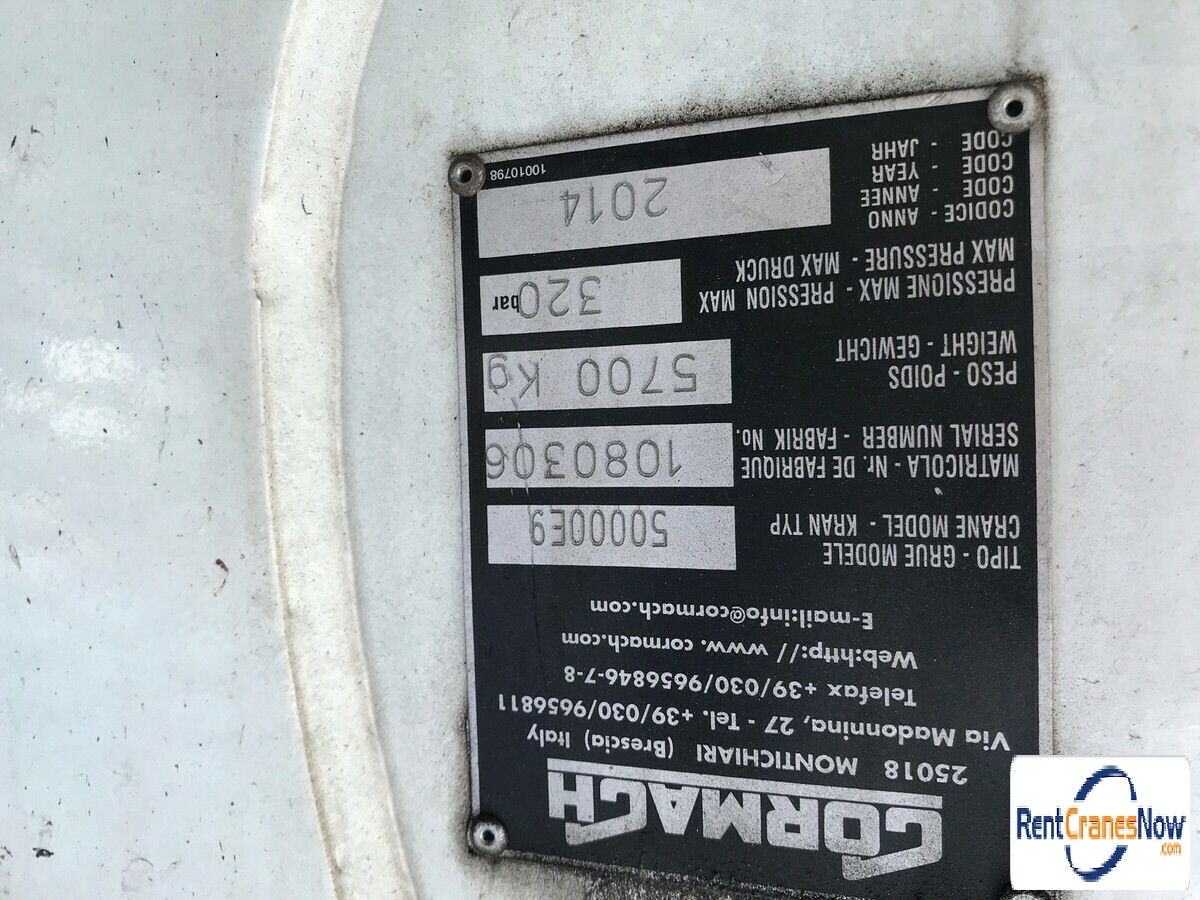 CORMACH
25018 MONTICHIARI (Brescia) Italy
Via Madonnina, 27 - Tel. +39/030/9656811
Telefax +39/030/9656846-7-8
Web:http:// www. cormach.com
E-mail:info@cormach.com
TIPO - GRUE MODELE
CRANE MODEL - KRAN TYP
50000E9
MATRICOLA - Nr. DE FABRIQUE
SERIAL NUMBER - FABRIK No.
1080306
PESO - POIDS
WEIGHT - GEWICHT
5700 Kg
PRESSIONE MAX - PRESSION MAX
MAX PRESSURE - MAX DRUCK
320 bar
CODICE - ANNO
CODE - ANNEE
CODE - YEAR
CODE - JAHR
2014
10010798
RentCranesNow
.com